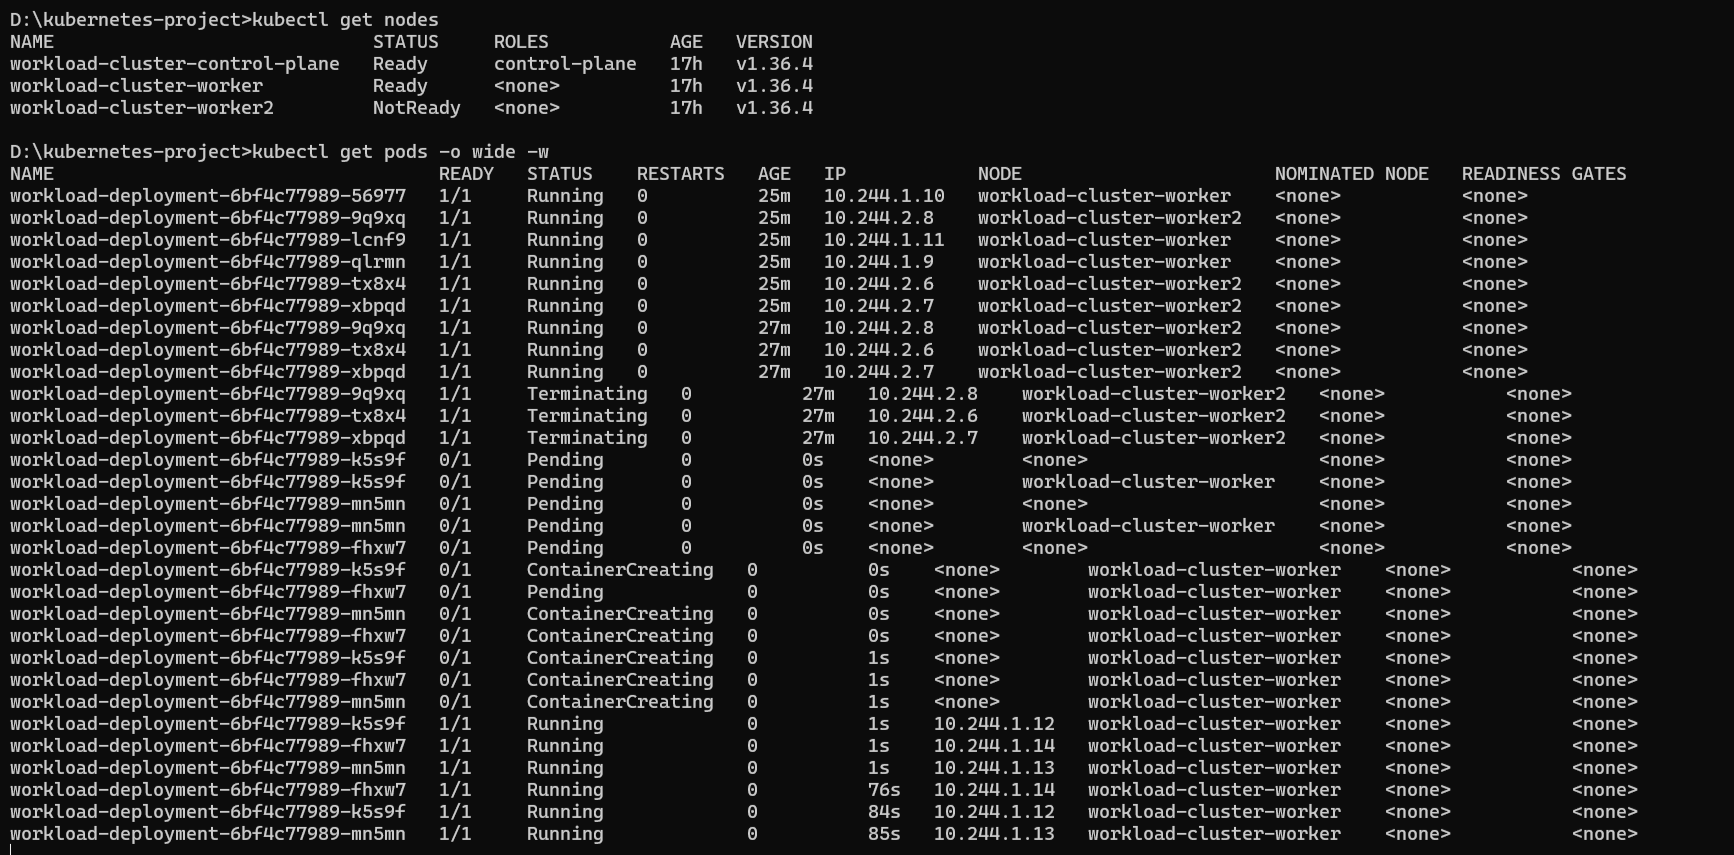 D:\kubernetes-project>kubectl get nodes
NAME                             STATUS     ROLES           AGE   VERSION
workload-cluster-control-plane   Ready      control-plane   17h   v1.36.4
workload-cluster-worker          Ready      <none>          17h   v1.36.4
workload-cluster-worker2         NotReady   <none>          17h   v1.36.4
D:\kubernetes-project>kubectl get pods -o wide -w
NAME                                   READY   STATUS    RESTARTS   AGE   IP            NODE                       NOMINATED NODE   READINESS GATES
workload-deployment-6bf4c77989-56977   1/1     Running   0          25m   10.244.1.10   workload-cluster-worker    <none>           <none>
workload-deployment-6bf4c77989-9q9xq   1/1     Running   0          25m   10.244.2.8    workload-cluster-worker2   <none>           <none>
workload-deployment-6bf4c77989-lcnf9   1/1     Running   0          25m   10.244.1.11   workload-cluster-worker    <none>           <none>
workload-deployment-6bf4c77989-qlrmn   1/1     Running   0          25m   10.244.1.9    workload-cluster-worker    <none>           <none>
workload-deployment-6bf4c77989-tx8x4   1/1     Running   0          25m   10.244.2.6    workload-cluster-worker2   <none>           <none>
workload-deployment-6bf4c77989-xbpqd   1/1     Running   0          25m   10.244.2.7    workload-cluster-worker2   <none>           <none>
workload-deployment-6bf4c77989-9q9xq   1/1     Running   0          27m   10.244.2.8    workload-cluster-worker2   <none>           <none>
workload-deployment-6bf4c77989-tx8x4   1/1     Running   0          27m   10.244.2.6    workload-cluster-worker2   <none>           <none>
workload-deployment-6bf4c77989-xbpqd   1/1     Running   0          27m   10.244.2.7    workload-cluster-worker2   <none>           <none>
workload-deployment-6bf4c77989-9q9xq   1/1     Terminating   0          27m   10.244.2.8    workload-cluster-worker2   <none>           <none>
workload-deployment-6bf4c77989-tx8x4   1/1     Terminating   0          27m   10.244.2.6    workload-cluster-worker2   <none>           <none>
workload-deployment-6bf4c77989-xbpqd   1/1     Terminating   0          27m   10.244.2.7    workload-cluster-worker2   <none>           <none>
workload-deployment-6bf4c77989-k5s9f   0/1     Pending       0          0s    <none>        <none>                     <none>           <none>
workload-deployment-6bf4c77989-k5s9f   0/1     Pending       0          0s    <none>        workload-cluster-worker    <none>           <none>
workload-deployment-6bf4c77989-mn5mn   0/1     Pending       0          0s    <none>        <none>                     <none>           <none>
workload-deployment-6bf4c77989-mn5mn   0/1     Pending       0          0s    <none>        workload-cluster-worker    <none>           <none>
workload-deployment-6bf4c77989-fhxw7   0/1     Pending       0          0s    <none>        <none>                     <none>           <none>
workload-deployment-6bf4c77989-k5s9f   0/1     ContainerCreating   0          0s    <none>        workload-cluster-worker    <none>           <none>
workload-deployment-6bf4c77989-fhxw7   0/1     Pending             0          0s    <none>        workload-cluster-worker    <none>           <none>
workload-deployment-6bf4c77989-mn5mn   0/1     ContainerCreating   0          0s    <none>        workload-cluster-worker    <none>           <none>
workload-deployment-6bf4c77989-fhxw7   0/1     ContainerCreating   0          0s    <none>        workload-cluster-worker    <none>           <none>
workload-deployment-6bf4c77989-k5s9f   0/1     ContainerCreating   0          1s    <none>        workload-cluster-worker    <none>           <none>
workload-deployment-6bf4c77989-fhxw7   0/1     ContainerCreating   0          1s    <none>        workload-cluster-worker    <none>           <none>
workload-deployment-6bf4c77989-mn5mn   0/1     ContainerCreating   0          1s    <none>        workload-cluster-worker    <none>           <none>
workload-deployment-6bf4c77989-k5s9f   1/1     Running             0          1s    10.244.1.12   workload-cluster-worker    <none>           <none>
workload-deployment-6bf4c77989-fhxw7   1/1     Running             0          1s    10.244.1.14   workload-cluster-worker    <none>           <none>
workload-deployment-6bf4c77989-mn5mn   1/1     Running             0          1s    10.244.1.13   workload-cluster-worker    <none>           <none>
workload-deployment-6bf4c77989-fhxw7   1/1     Running             0          76s   10.244.1.14   workload-cluster-worker    <none>           <none>
workload-deployment-6bf4c77989-k5s9f   1/1     Running             0          84s   10.244.1.12   workload-cluster-worker    <none>           <none>
workload-deployment-6bf4c77989-mn5mn   1/1     Running             0          85s   10.244.1.13   workload-cluster-worker    <none>           <none>